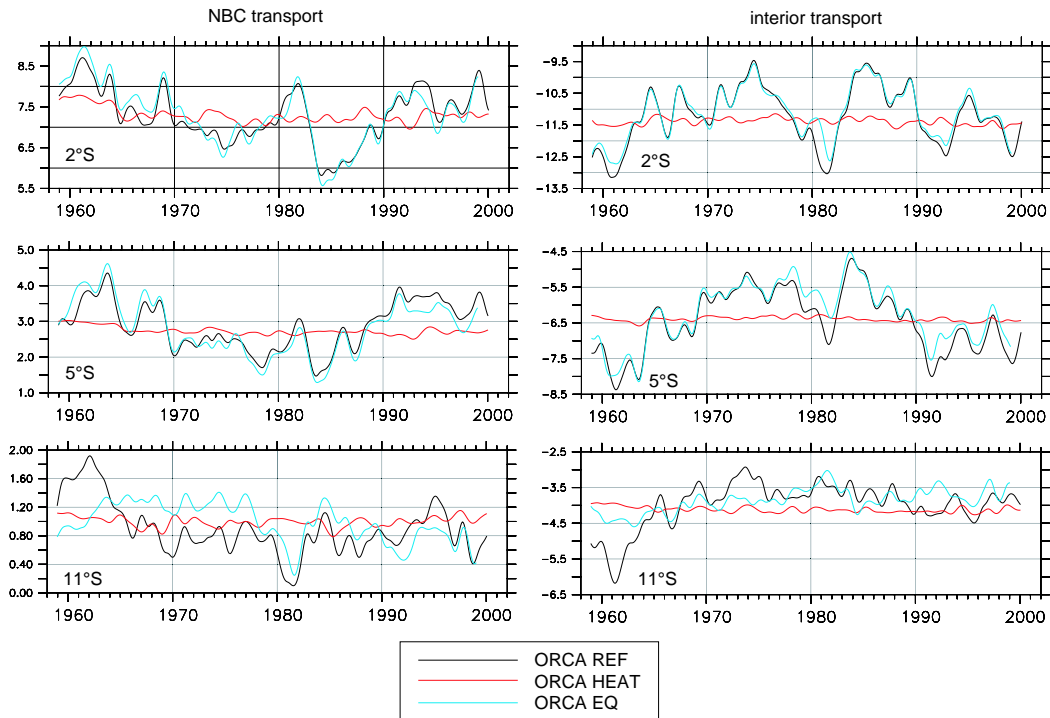 NBC transport
interior transport
8.5
7.5
6.5
5.5
2°S
1960 1970 1980 1990 2000
−9.5
−10.5
−11.5
−12.5
−13.5
2°S
1960 1970 1980 1990 2000
5.0
4.0
3.0
2.0
1.0
5°S
1960 1970 1980 1990 2000
−4.5
−5.5
−6.5
−7.5
−8.5
5°S
1960 1970 1980 1990 2000
2.00
1.60
1.20
0.80
0.40
0.00
11°S
1960 1970 1980 1990 2000
−2.5
−3.5
−4.5
−5.5
−6.5
11°S
1960 1970 1980 1990 2000
ORCA REF
ORCA HEAT
ORCA EQ